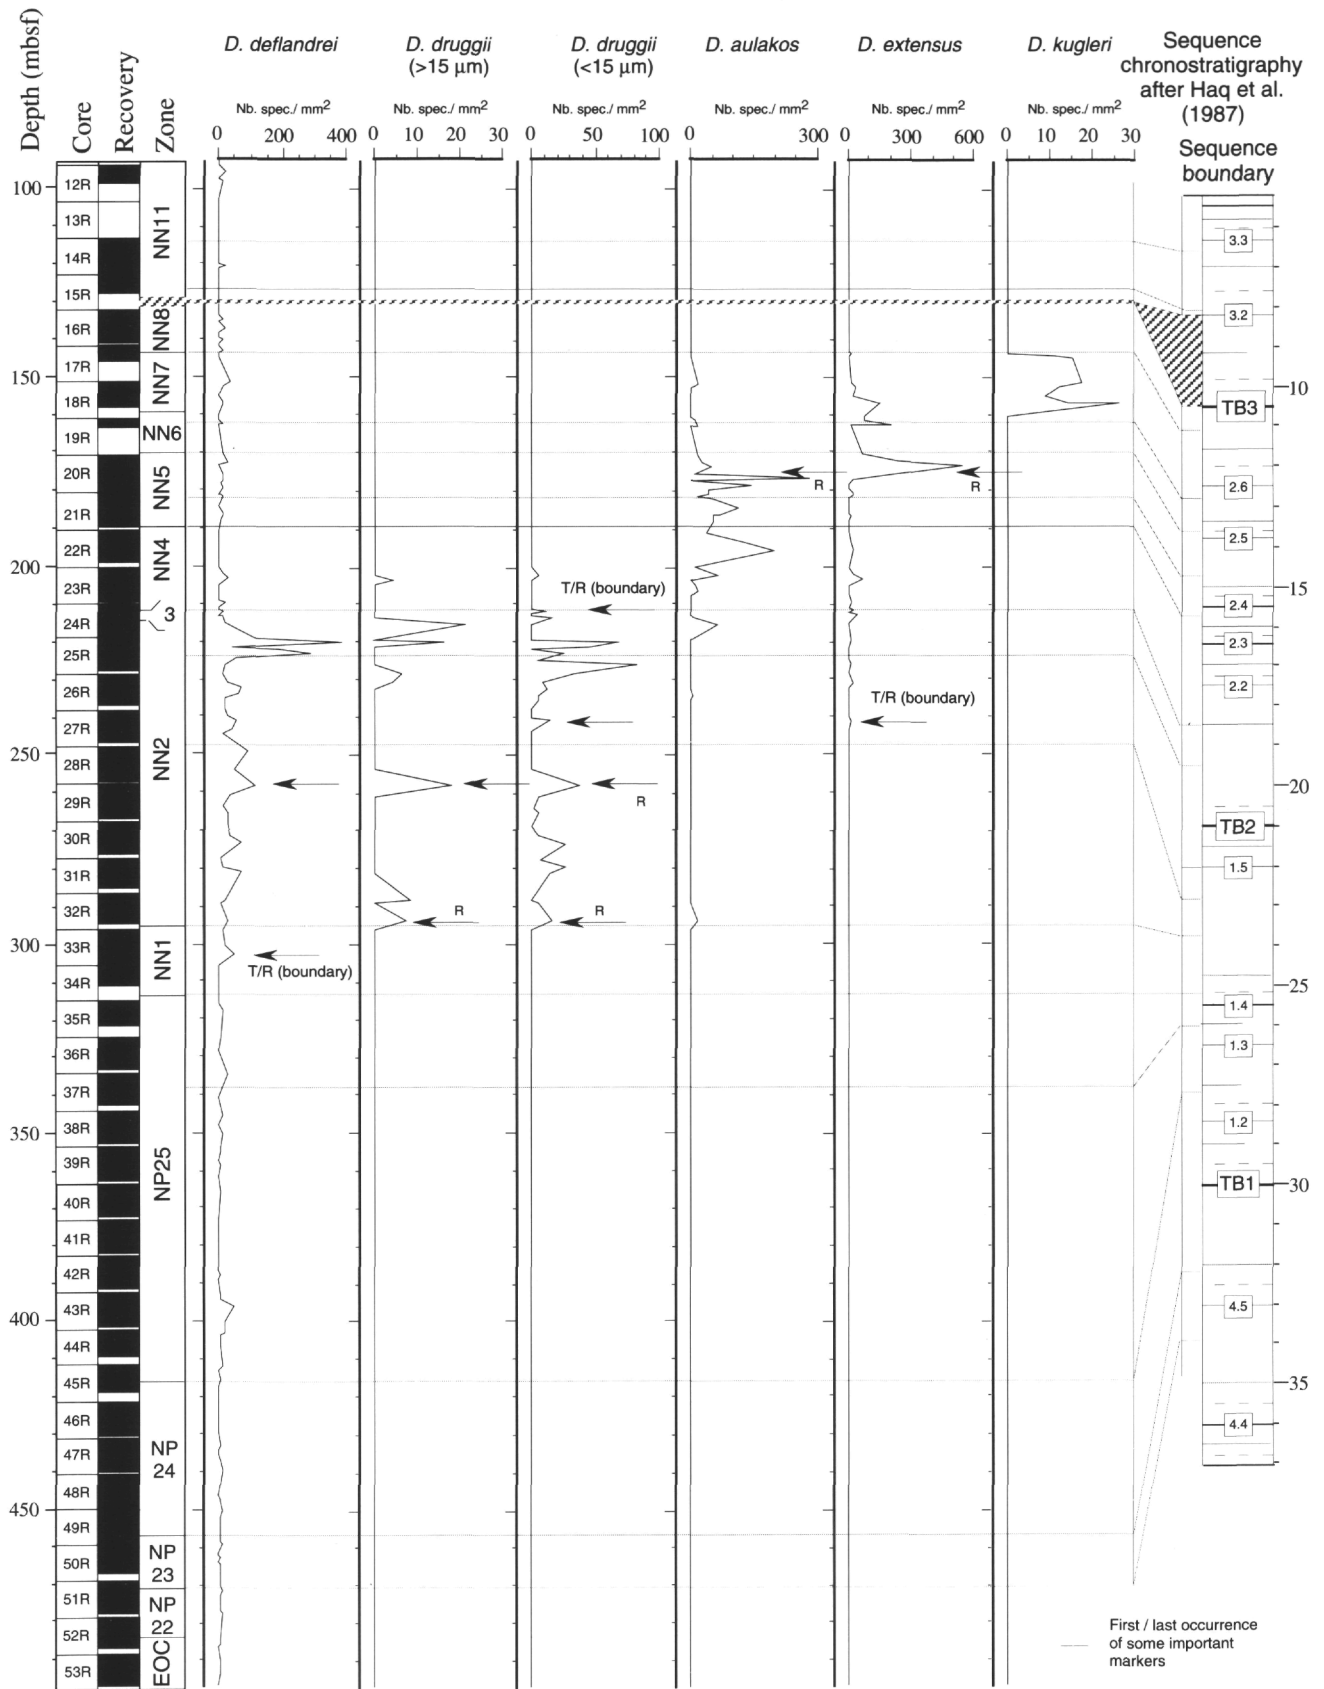 Depth (mbsf)
Core
Recovery
Zone
D. deflandrei
D. druggii
(>15 µm)
D. druggii
(<15 µm)
D. aulakos
D. extensus
D. kugleri
Sequence
chronostratigraphy
after Haq et al.
(1987)
Sequence
boundary
Nb. spec./ mm2
Nb. spec./ mm2
Nb. spec./ mm2
Nb. spec./ mm2
Nb. spec./ mm2
Nb. spec./ mm2
0 200 400
0 10 20 30
0 50 100
0 300
0 300 600
0 10 20 30
100
150
200
250
300
350
400
450
12R
13R
14R
15R
16R
17R
18R
19R
20R
21R
22R
23R
24R
25R
26R
27R
28R
29R
30R
31R
32R
33R
34R
35R
36R
37R
38R
39R
40R
41R
42R
43R
44R
45R
46R
47R
48R
49R
50R
51R
52R
53R
NN11
NN8
NN7
NN6
NN5
NN4
3
NN2
NN1
NP25
NP
24
NP
23
NP
22
EOC
T/R (boundary)
R
R
T/R (boundary)
R
R
R
T/R (boundary)
3.3
3.2
TB3
2.6
2.5
2.4
2.3
2.2
TB2
1.5
1.4
1.3
1.2
TB1
4.5
4.4
10
15
20
25
30
35
First / last occurrence
of some important
markers